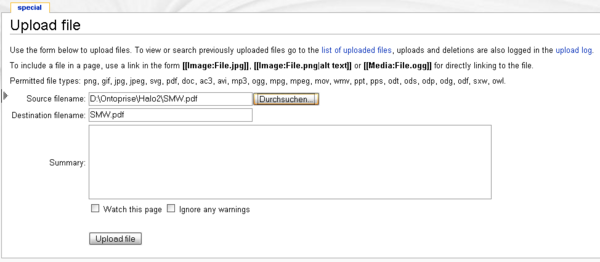 special
Upload file
Use the form below to upload files. To view or search previously uploaded files go to the list of uploaded files, uploads and deletions are also logged in the upload log.
To include a file in a page, use a link in the form [[Image:File.jpg]], [[Image:File.png|alt text]] or [[Media:File.ogg]] for directly linking to the file.
Permitted file types: png, gif, jpg, jpeg, svg, pdf, doc, ac3, avi, mp3, ogg, mpg, mpeg, mov, wmv, ppt, pps, odt, ods, odp, odg, odf, sxw, owl.
Source filename: D:\Ontoprise\Halo2\SMW.pdf Durchsuchen...
Destination filename: SMW.pdf
Summary:
Watch this page Ignore any warnings
Upload file